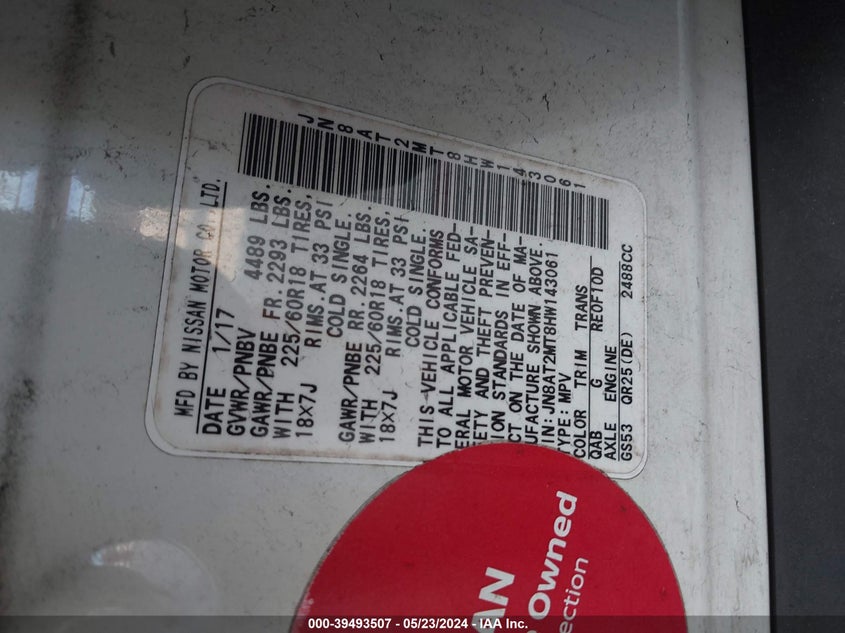 JN8AT2MT8HW143061
MFD BY NISSAN MOTOR CO., LTD.
DATE 1/17
GVWR/PNBV 4489 LBS.
GAWR/PNBE FR. 2293 LBS.
WITH 225/60R18 TIRES,
18X7J RIMS, AT 33 PSI
COLD SINGLE.
GAWR/PNBE RR. 2264 LBS.
WITH 225/60R18 TIRES,
18X7J RIMS, AT 33 PSI
COLD SINGLE.
THIS VEHICLE CONFORMS
TO ALL APPLICABLE FED-
ERAL MOTOR VEHICLE SA-
FETY AND THEFT PREVEN-
TION STANDARDS IN EFF-
ECT ON THE DATE OF MA-
NUFACTURE SHOWN ABOVE.
VIN: JN8AT2MT8HW143061
TYPE: MPV
COLOR TRIM TRANS
QAB G RE0F10D
AXLE ENGINE
GS53 QR25(DE) 2488CC
Owned
000-39493507 - 05/23/2024 - IAA Inc.